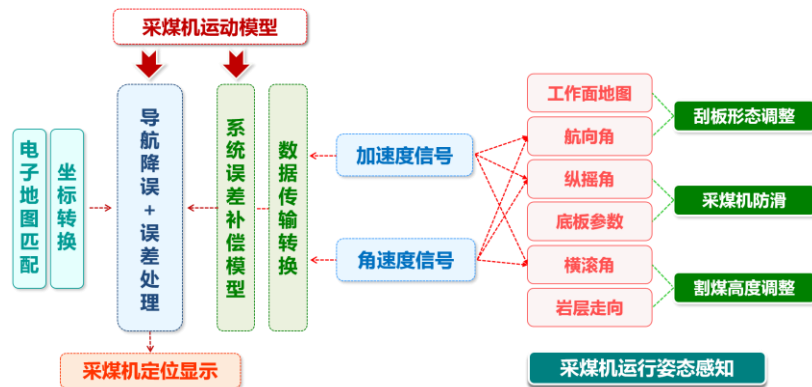 采煤机运动模型
电子地图匹配
坐标转换
导航降误+误差处理
系统误差补偿模型
数据传输转换
加速度信号
角速度信号
工作面地图
航向角
纵摇角
底板参数
横滚角
岩层走向
刮板形态调整
采煤机防滑
割煤高度调整
采煤机定位显示
采煤机运行姿态感知